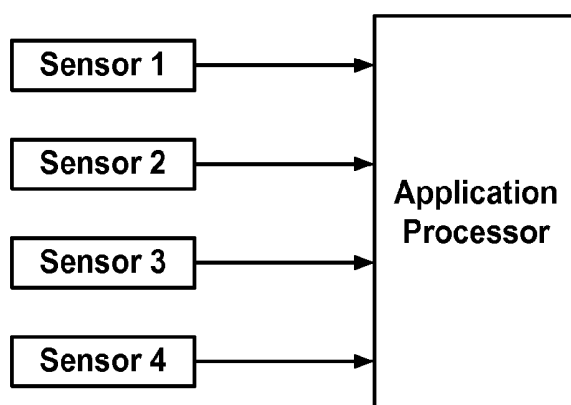 Sensor 1
Sensor 2
Sensor 3
Sensor 4
Application
Processor